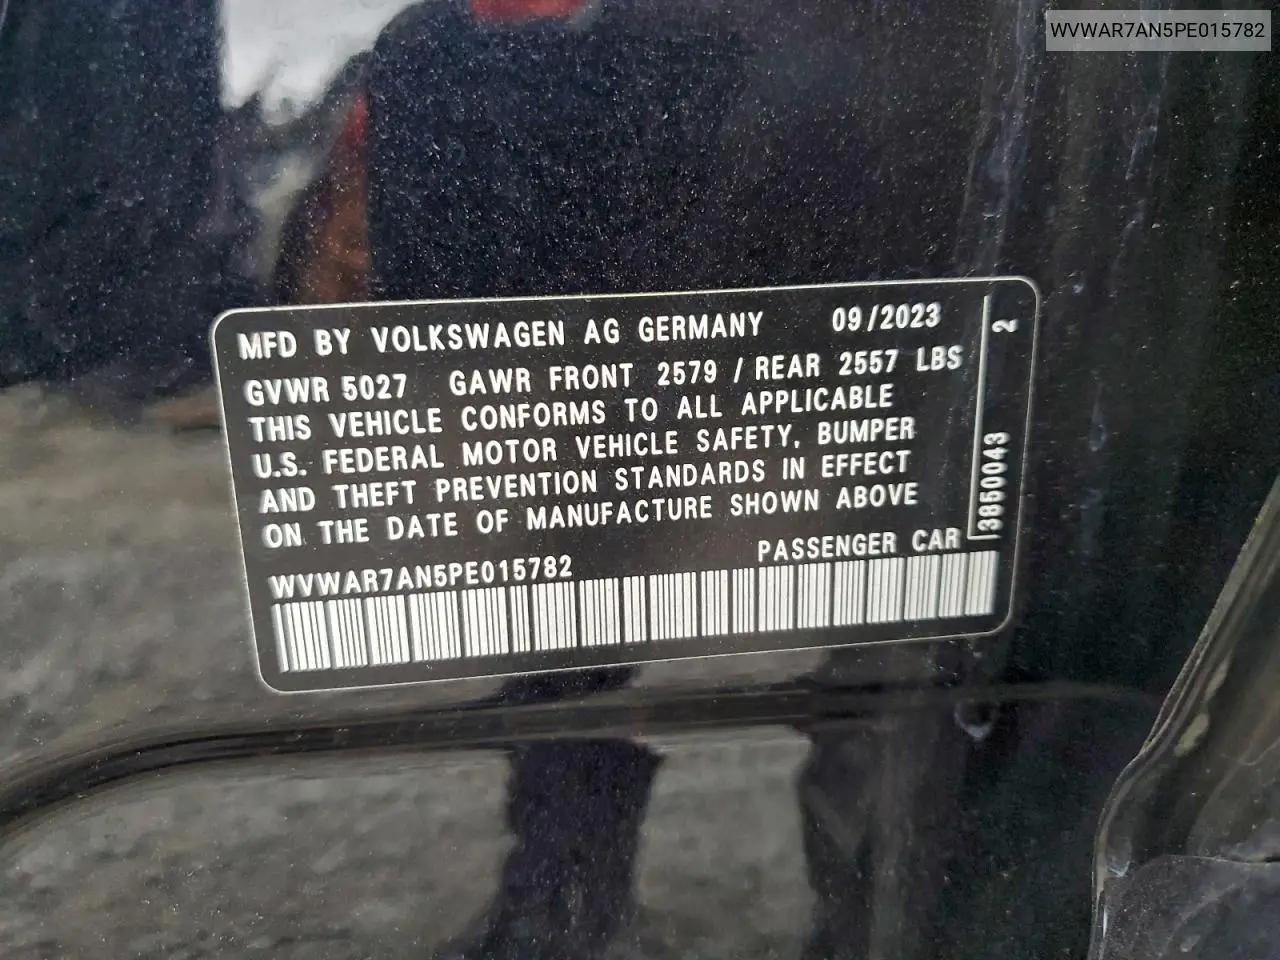 WVWAR7AN5PE015782
MFD BY VOLKSWAGEN AG GERMANY 09/2023
GVWR 5027 GAWR FRONT 2579 / REAR 2557 LBS
THIS VEHICLE CONFORMS TO ALL APPLICABLE
U.S. FEDERAL MOTOR VEHICLE SAFETY, BUMPER
AND THEFT PREVENTION STANDARDS IN EFFECT
ON THE DATE OF MANUFACTURE SHOWN ABOVE
PASSENGER CAR
WVWAR7AN5PE015782
3850043 2